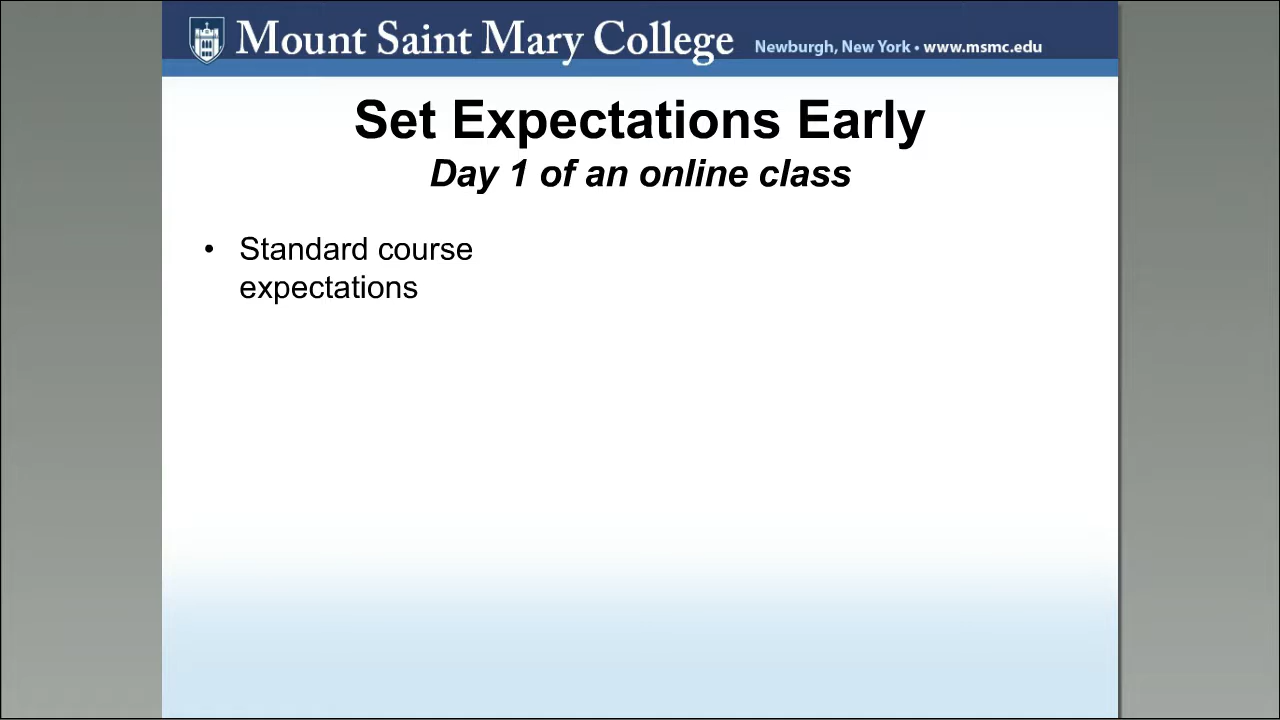 Mount Saint Mary College Newburgh, New York • www.msmc.edu
Set Expectations Early
Day 1 of an online class
• Standard course
expectations